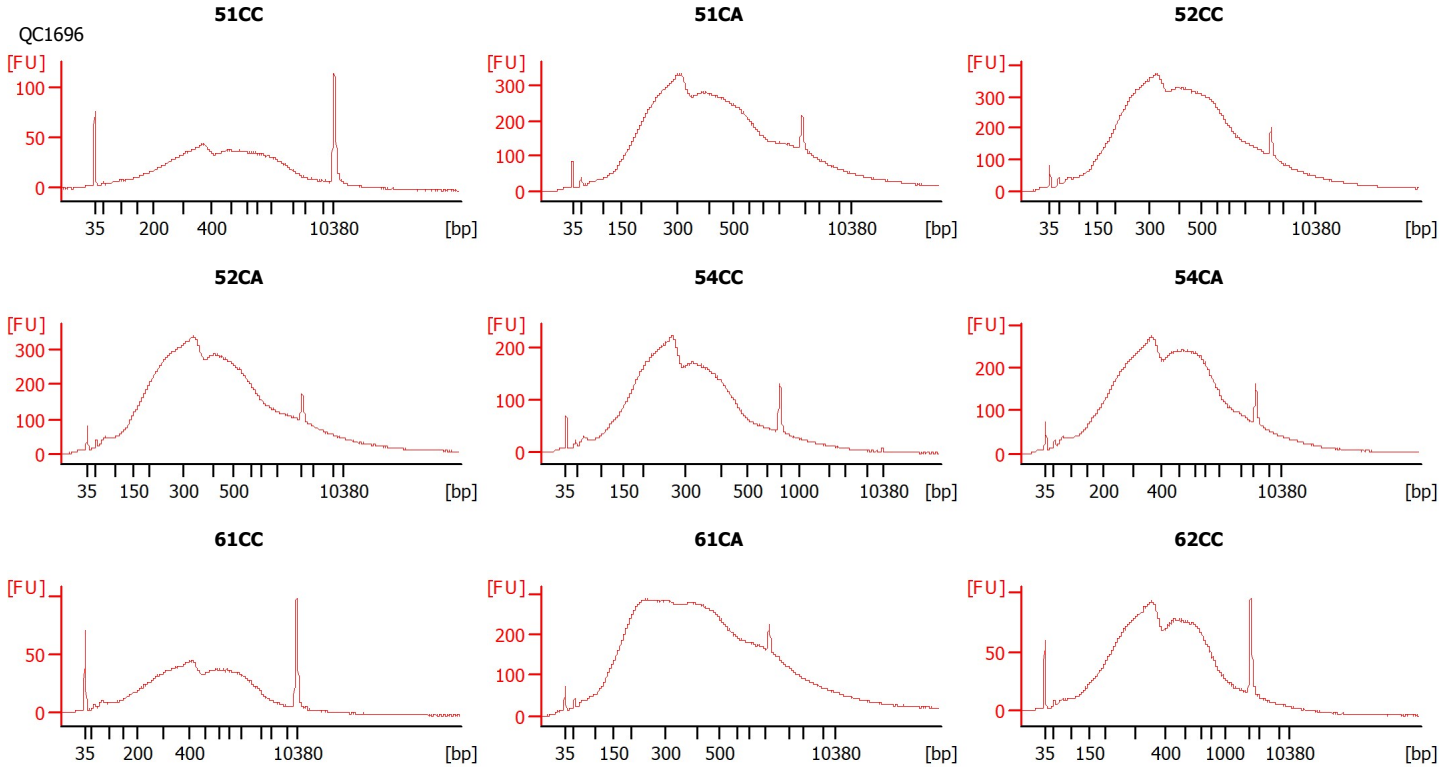 51CC 51CA 52CC
QC1696
[FU] [FU] [FU]
100 300 300
50 200 200
100 100
0 0 0
35 200 400 10380 [bp] 35 150 300 500 10380 [bp] 35 150 300 500 10380 [bp]
52CA 54CC 54CA
[FU] [FU] [FU]
300 200 200
200 100 100
100
0 0 0
35 150 300 500 10380 [bp] 35 150 300 500 1000 10380 [bp] 35 200 400 10380 [bp]
61CC 61CA 62CC
[FU] [FU] [FU]
50 200 50
100
0 0 0
35 200 400 10380 [bp] 35 150 300 500 10380 [bp] 35 150 400 1000 10380 [bp]